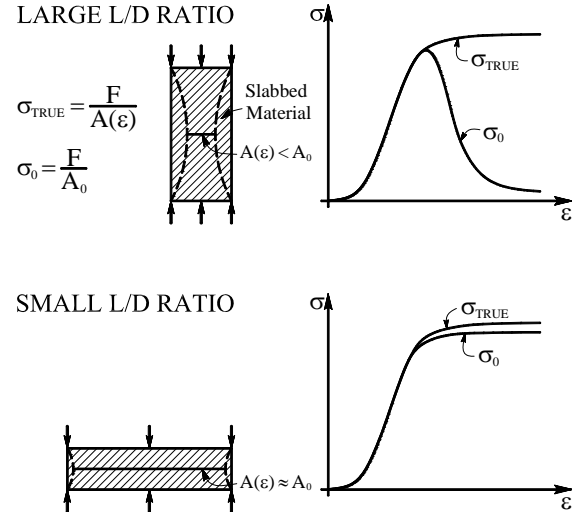 LARGE L/D RATIO
σTRUE = F/A(ε)
σ0 = F/A0
Slabbed
Material
A(ε) < A0
σ
σTRUE
σ0
ε
SMALL L/D RATIO
A(ε) ≈ A0
σ
σTRUE
σ0
ε